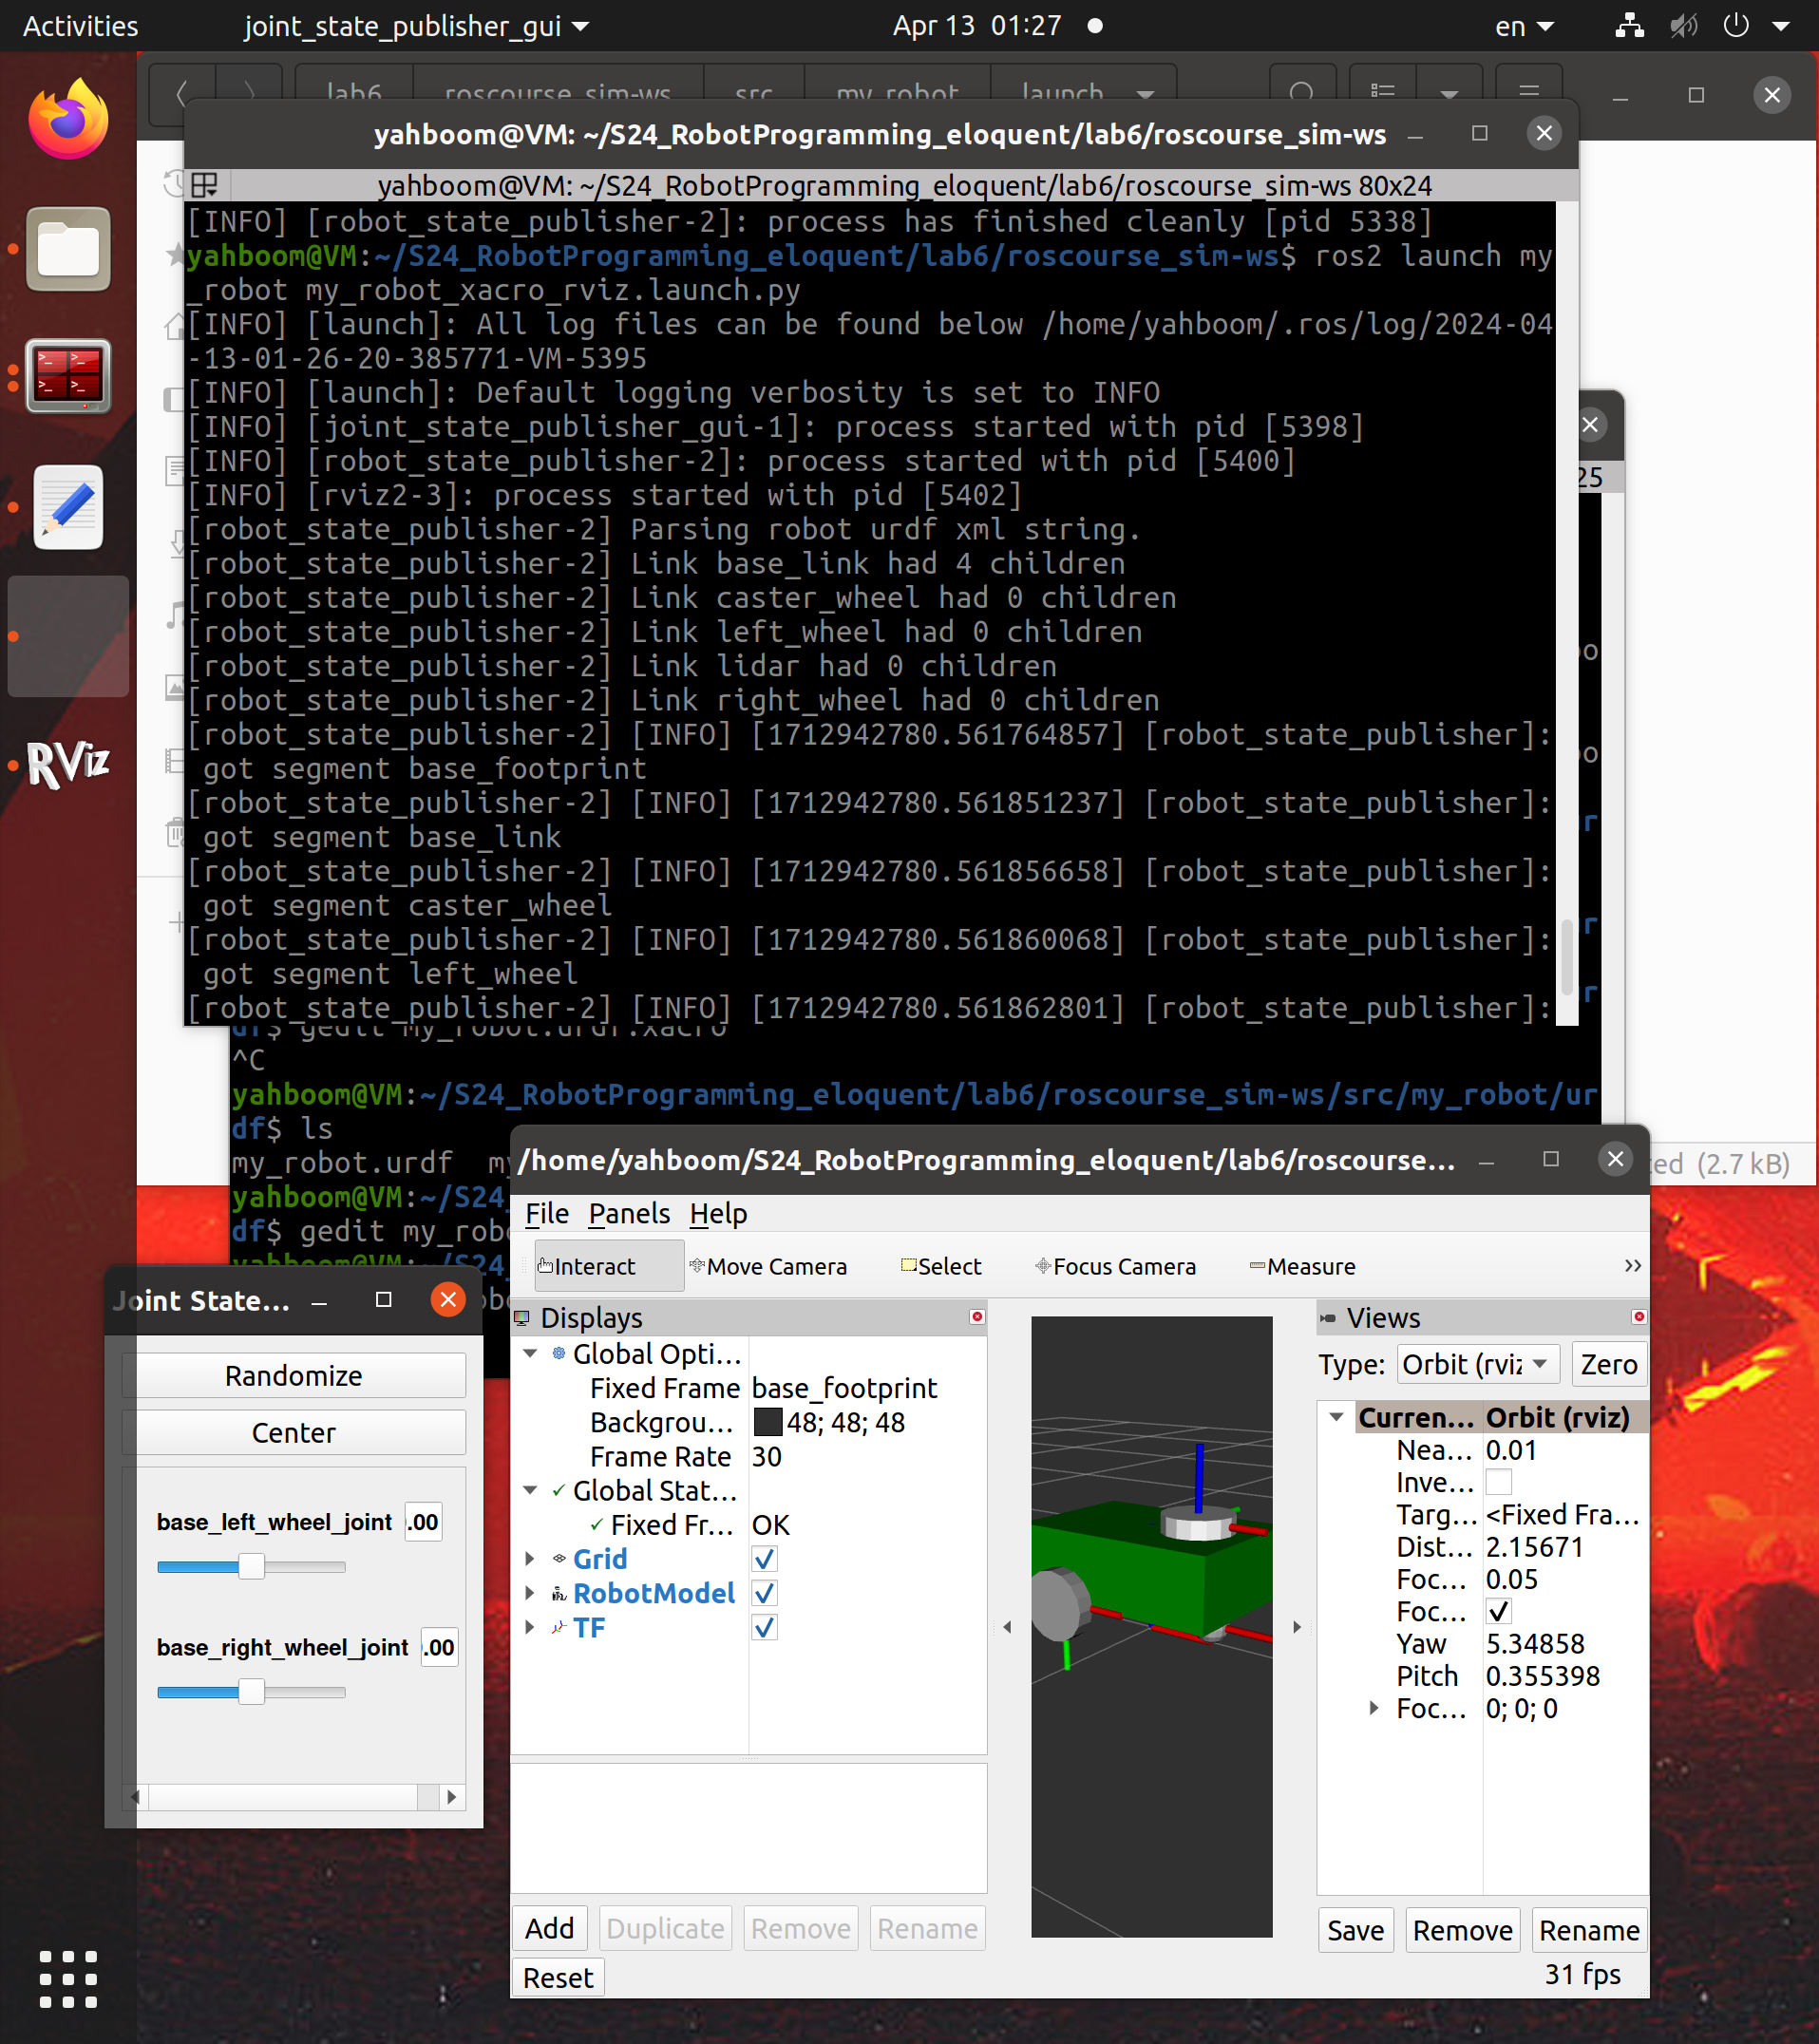 Activities
joint_state_publisher_gui
Apr 13 01:27
en
lab6 roscourse_sim-ws src my_robot launch
yahboom@VM: ~/S24_RobotProgramming_eloquent/lab6/roscourse_sim-ws
yahboom@VM: ~/S24_RobotProgramming_eloquent/lab6/roscourse_sim-ws 80x24
[INFO] [robot_state_publisher-2]: process has finished cleanly [pid 5338]
yahboom@VM:~/S24_RobotProgramming_eloquent/lab6/roscourse_sim-ws$ ros2 launch my
_robot my_robot_xacro_rviz.launch.py
[INFO] [launch]: All log files can be found below /home/yahboom/.ros/log/2024-04
-13-01-26-20-385771-VM-5395
[INFO] [launch]: Default logging verbosity is set to INFO
[INFO] [joint_state_publisher_gui-1]: process started with pid [5398]
[INFO] [robot_state_publisher-2]: process started with pid [5400]
[INFO] [rviz2-3]: process started with pid [5402]
[robot_state_publisher-2] Parsing robot urdf xml string.
[robot_state_publisher-2] Link base_link had 4 children
[robot_state_publisher-2] Link caster_wheel had 0 children
[robot_state_publisher-2] Link left_wheel had 0 children
[robot_state_publisher-2] Link lidar had 0 children
[robot_state_publisher-2] Link right_wheel had 0 children
[robot_state_publisher-2] [INFO] [1712942780.561764857] [robot_state_publisher]:
got segment base_footprint
[robot_state_publisher-2] [INFO] [1712942780.561851237] [robot_state_publisher]:
got segment base_link
[robot_state_publisher-2] [INFO] [1712942780.561856658] [robot_state_publisher]:
got segment caster_wheel
[robot_state_publisher-2] [INFO] [1712942780.561860068] [robot_state_publisher]:
got segment left_wheel
[robot_state_publisher-2] [INFO] [1712942780.561862801] [robot_state_publisher]:
25
df$ gedit my_robot.urdf.xacro
^C
yahboom@VM:~/S24_RobotProgramming_eloquent/lab6/roscourse_sim-ws/src/my_robot/ur
df$ ls
my_robot.urdf my
yahboom@VM:~/S24_
df$ gedit my_robo
(2.7 kB)
RViz
/home/yahboom/S24_RobotProgramming_eloquent/lab6/roscourse...
File Panels Help
Interact Move Camera Select Focus Camera Measure
Displays
Global Opti...
Fixed Frame base_footprint
Backgrou... 48; 48; 48
Frame Rate 30
Global Stat...
Fixed Fr... OK
Grid
RobotModel
TF
Add Duplicate Remove Rename
Reset
Views
Type: Orbit (rviz Zero
Curren... Orbit (rviz)
Nea... 0.01
Inve...
Targ... <Fixed Fra...
Dist... 2.15671
Foc... 0.05
Foc...
Yaw 5.34858
Pitch 0.355398
Foc... 0; 0; 0
Save Remove Rename
31 fps
Joint State...
Randomize
Center
base_left_wheel_joint .00
base_right_wheel_joint .00